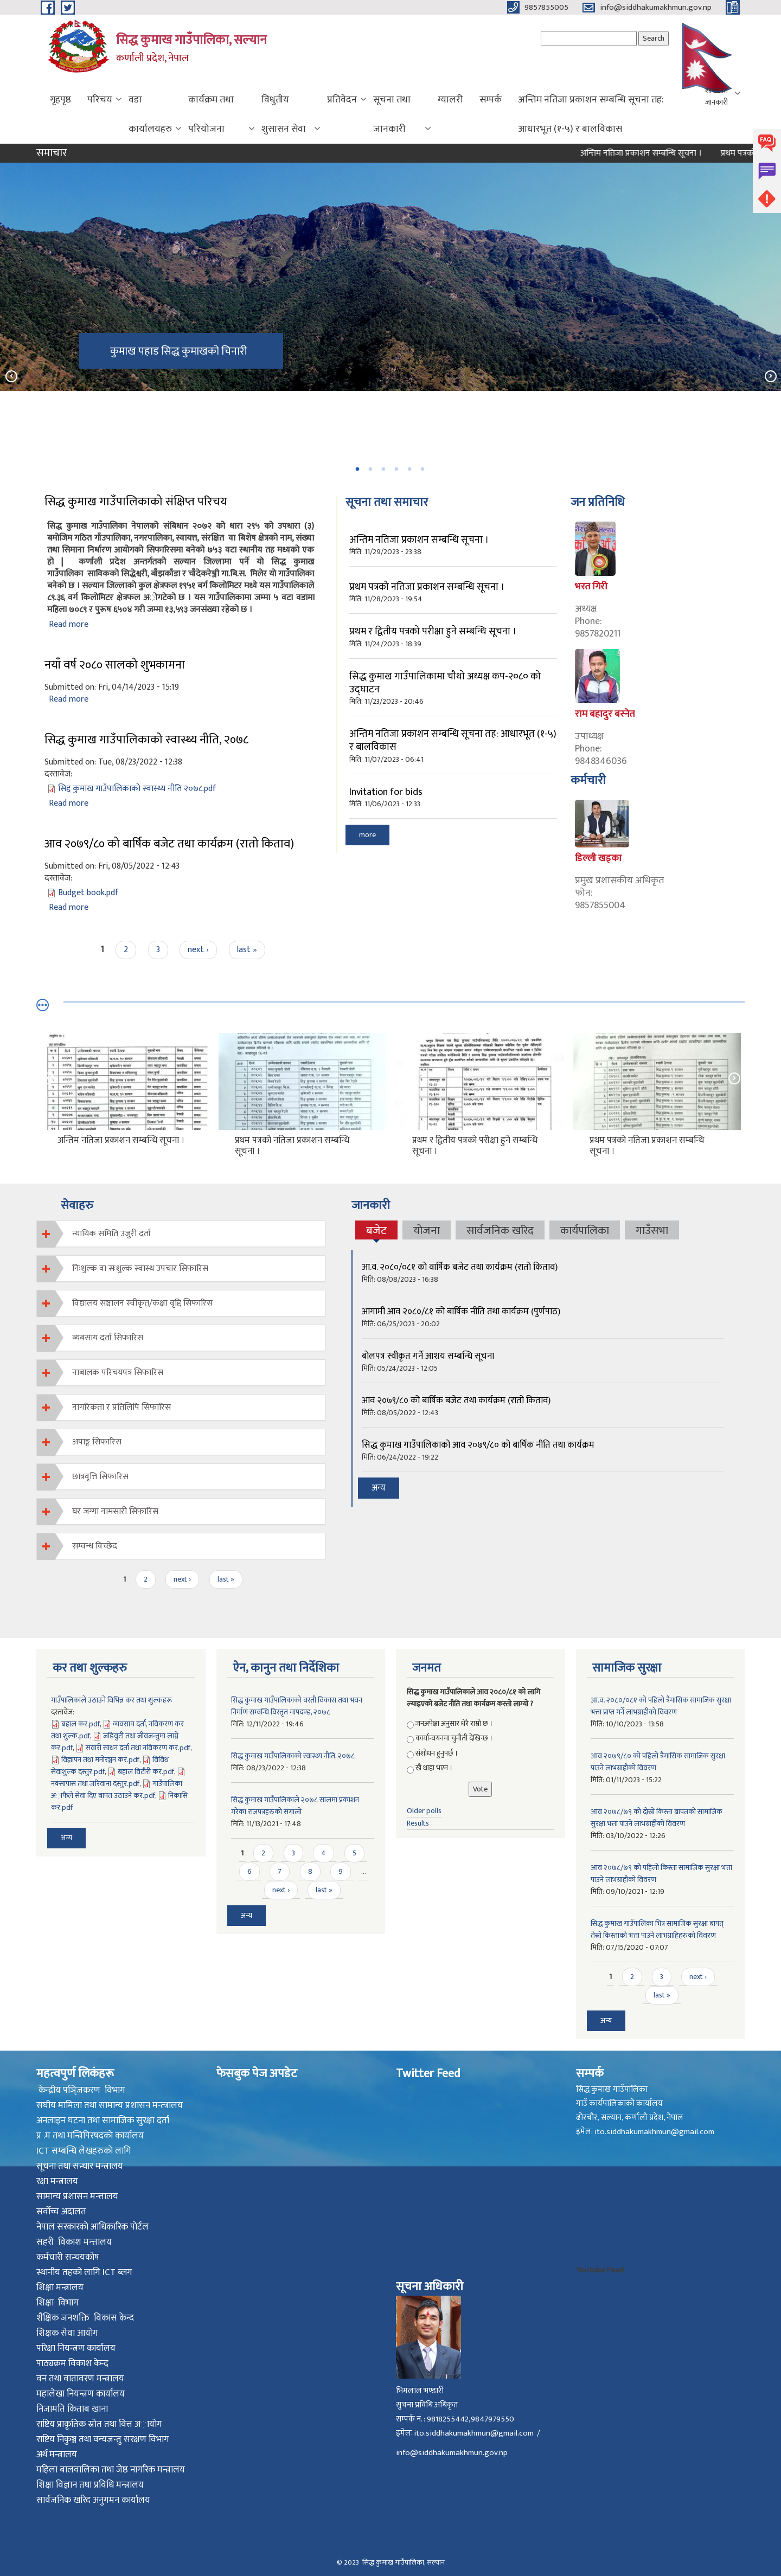 9857855005
info@siddhakumakhmun.gov.np
सिद्ध कुमाख गाउँपालिका, सल्यान
कर्णाली प्रदेश, नेपाल
Search
गृहपृष्ठ
परिचय
वडा कार्यालयहरु
कार्यक्रम तथा परियोजना
विधुतीय शुसासन सेवा
प्रतिवेदन
सूचना तथा जानकारी
ग्यालरी
सम्पर्क
अन्तिम नतिजा प्रकाशन सम्बन्धि सूचना तह:
आधारभूत (१-५) र बालविकास
जानकारी
समाचार
अन्तिम नतिजा प्रकाशन सम्बन्धि सूचना ।
FAQ
कुमाख पहाड सिद्ध कुमाखको चिनारी
सिद्ध कुमाख गाउँपालिकाको संक्षिप्त परिचय
सिद्ध कुमाख गाउँपालिका नेपालको संबिधान २०७२ को धारा २९५ को उपधारा (३)
बमोजिम गठित गाँउपालिका, नगरपालिका, स्वायत्त, संरक्षित वा बिशेष क्षेत्रको नाम, संख्या
तथा सिमाना निर्धारण आयोगको सिफारिसमा बनेको ७५३ वटा स्थानीय तह मध्यको एक
हो | कर्णाली प्रदेश अन्तर्गतको सल्यान जिल्लामा पर्ने यो सिद्ध कुमाख
गाउँपालिका साविकको सिद्धेश्वरी, बाँझकाँडा र चाँदेकरेञ्जी गा.बि.स. मिलेर यो गाउँपालिका
बनेको छ । सल्यान जिल्लाको कुल क्षेत्रफल १९५१ बर्ग किलोमिटर मध्ये यस गाउँपालिकाले
८९.३६ वर्ग किलोमिटर क्षेत्रफल अोगटेको छ । यस गाउँपालिकामा जम्मा ५ वटा वडामा
महिला ७०८९ र पुरूष ६५०४ गरी जम्मा १३,५९३ जनसंख्या रहेको छ ।
Read more
नयाँ वर्ष २०८० सालको शुभकामना
Submitted on: Fri, 04/14/2023 - 15:19
Read more
सिद्ध कुमाख गाउँपालिकाको स्वास्थ्य नीति, २०७८
Submitted on: Tue, 08/23/2022 - 12:38
दस्तावेज:
सिद्द कुमाख गाउँपालिकाको स्वास्थ्य नीति २०७८.pdf
Read more
आव २०७९/८० को बार्षिक बजेट तथा कार्यक्रम (रातो किताव)
Submitted on: Fri, 08/05/2022 - 12:43
दस्तावेज:
Budget book.pdf
Read more
1 2 3 next › last »
सूचना तथा समाचार
अन्तिम नतिजा प्रकाशन सम्बन्धि सूचना ।
मिति: 11/29/2023 - 23:38
प्रथम पत्रको नतिजा प्रकाशन सम्बन्धि सूचना ।
मिति: 11/28/2023 - 19:54
प्रथम र द्वितीय पत्रको परीक्षा हुने सम्बन्धि सूचना ।
मिति: 11/24/2023 - 18:39
सिद्ध कुमाख गाउँपालिकामा चौथो अध्यक्ष कप-२०८० को
उद्घाटन
मिति: 11/23/2023 - 20:46
अन्तिम नतिजा प्रकाशन सम्बन्धि सूचना तह: आधारभूत (१-५)
र बालविकास
मिति: 11/07/2023 - 06:41
Invitation for bids
मिति: 11/06/2023 - 12:33
more
जन प्रतिनिधि
भरत गिरी
अध्यक्ष
Phone:
9857820211
राम बहादुर बस्नेत
उपाध्यक्ष
Phone:
9848346036
कर्मचारी
डिल्ली खड्का
प्रमुख प्रशासकीय अधिकृत
फोन:
9857855004
अन्तिम नतिजा प्रकाशन सम्बन्धि सूचना ।
प्रथम पत्रको नतिजा प्रकाशन सम्बन्धि
सूचना ।
प्रथम र द्वितीय पत्रको परीक्षा हुने सम्बन्धि
सूचना ।
प्रथम पत्रको नतिजा प्रकाशन सम्बन्धि
सूचना ।
सेवाहरु
न्यायिक समिति उजुरी दर्ता
निःशुल्क वा सःशुल्क स्वास्थ उपचार सिफारिस
विद्यालय सञ्चालन स्वीकृत/कक्षा वृद्दि सिफारिस
ब्यबसाय दर्ता सिफारिस
नाबालक परिचयपत्र सिफारिस
नागरिकता र प्रतिलिपि सिफारिस
अपाङ्ग सिफारिस
छात्रवृत्ति सिफारिस
घर जग्गा नामसारी सिफारिस
सम्वन्ध विच्छेद
1 2 next › last »
जानकारी
बजेट योजना सार्वजनिक खरिद कार्यपालिका गाउँसभा
आ.व. २०८०/०८१ को वार्षिक बजेट तथा कार्यक्रम (रातो किताव)
मिति: 08/08/2023 - 16:38
आगामी आव २०८०/८१ को बार्षिक नीति तथा कार्यक्रम (पुर्णपाठ)
मिति: 06/25/2023 - 20:02
बोलपत्र स्वीकृत गर्ने आशय सम्बन्धि सूचना
मिति: 05/24/2023 - 12:05
आव २०७९/८० को बार्षिक बजेट तथा कार्यक्रम (रातो किताव)
मिति: 08/05/2022 - 12:43
सिद्ध कुमाख गाउँपालिकाको आव २०७९/८० को बार्षिक नीति तथा कार्यक्रम
मिति: 06/24/2022 - 19:22
अन्य
कर तथा शुल्कहरु
गाउँपालिकाले उठाउने विभिन्न कर तथा शुल्कहरू
दस्तावेज:
बहाल कर.pdf, व्यवसाय दर्ता, नविकरण कर
तथा शुल्क.pdf, जडिवुटी तथा जीवजन्तुमा लाग्ने
कर.pdf, सवारी साधन दर्ता तथा नविकरण कर.pdf,
विज्ञापन तथा मनोरञ्जन कर.pdf, विविध
सेवाशुल्क दस्तुर.pdf, बहाल विटौरी कर.pdf,
नक्सापास तथा जरिवाना दस्तुर.pdf, गाउँपालिका
अाफैले सेवा दिए बापत उठाउने कर.pdf, निकासि
कर.pdf
अन्य
ऐन, कानुन तथा निर्देशिका
सिद्ध कुमाख गाउँपालिकाको वस्ती विकास तथा भवन
निर्माण सम्वन्धि विस्तृत मापदण्ड, २०७८
मिति: 12/11/2022 - 19:46
सिद्ध कुमाख गाउँपालिकाको स्वास्थ्य नीति, २०७८
मिति: 08/23/2022 - 12:38
सिद्ध कुमाख गाउँपालिकाले २०७८ सालमा प्रकाशन
गरेका राजपत्रहरुको संगालो
मिति: 11/13/2021 - 17:48
1 2 3 4 5
6 7 8 9 …
next › last »
अन्य
जनमत
सिद्ध कुमाख गाउँपालिकाले आव २०८०/८१ को लागि
ल्याइएको बजेट नीति तथा कार्यक्रम कस्तो लाग्यो ?
जनअपेक्षा अनुसार धेरै राम्रो छ ।
कार्यान्वयनमा चुनौती देखिन्छ ।
संशोधन हुनुपर्छ ।
खै थाहा भएन ।
Vote
Older polls
Results
सामाजिक सुरक्षा
आ.व. २०८०/०८१ को पहिलो त्रैमासिक सामाजिक सुरक्षा
भत्ता प्राप्त गर्ने लाभग्राहीको विवरण
मिति: 10/10/2023 - 13:58
आव २०७९/८० को पहिलो त्रैमासिक सामाजिक सुरक्षा
पाउने लाभग्राहीको विवरण
मिति: 01/11/2023 - 15:22
आव २०७८/७९ को दोस्रो किस्ता बापतको सामाजिक
सुरक्षा भत्ता पाउने लाभग्राहीको विवरण
मिति: 03/10/2022 - 12:26
आव २०७८/७९ को पहिलो किस्ता सामाजिक सुरक्षा भत्ता
पाउने लाभग्राहीको विवरण
मिति: 09/10/2021 - 12:19
सिद्ध कुमाख गाउँपालिका भित्र सामाजिक सुरक्षा बापत्
तेस्रो किस्ताको भत्ता पाउने लाभग्राहिहरुको विवरण
मिति: 07/15/2020 - 07:07
1 2 3 next ›
last »
अन्य
महत्वपुर्ण लिकंहरू
केन्द्रीय पञ्जिकरण विभाग
सघीय मामिला तथा सामान्य प्रशासन मन्त्रालय
अनलाइन घटना तथा सामाजिक सुरक्षा दर्ता
प्र .म तथा मन्त्रिपरिषदको कार्यालय
ICT सम्बन्धि लेखहरुको लागि
सूचना तथा सन्चार मन्त्रालय
रक्षा मन्त्रालय
सामान्य प्रशासन मन्त्रालय
सर्वोच्च अदालत
नेपाल सरकारको आधिकारिक पोर्टल
सहरी विकाश मन्त्रालय
कर्मचारी सन्चयकोष
स्थानीय तहको लागि ICT ब्लग
शिक्षा मन्त्रालय
शिक्षा विभाग
शैक्षिक जनशक्ति विकास केन्द
शिक्षक सेवा आयोग
परिक्षा नियन्त्रण कार्यालय
पाठ्यक्रम विकाश केन्द
वन तथा वातावरण मन्त्रालय
महालेखा नियन्त्रण कार्यालय
निजामति किताब खाना
राष्ट्रिय प्राकृतिक स्रोत तथा वित्त अायोग
राष्ट्रिय निकुञ्ज तथा वन्यजन्तु सरक्षण विभाग
अर्थ मन्त्रालय
महिला बालवालिका तथा जेष्ठ नागरिक मन्त्रालय
शिक्षा विज्ञान तथा प्रविधि मन्त्रालय
सार्वजनिक खरिद अनुगमन कार्यालय
फेसबुक पेज अपडेट
Twitter Feed
सूचना अधिकारी
भिमलाल भण्डारी
सुचना प्रविधि अधिकृत
सम्पर्क नं. : 9818255442,9847979550
इमेलः ito.siddhakumakhmun@gmail.com /
info@siddhakumakhmun.gov.np
सम्पर्क
सिद्ध कुमाख गाउँपालिका
गाउँ कार्यपालिकाको कार्यालय
ढोरचौर, सल्यान, कर्णाली प्रदेश, नेपाल
इमेल: ito.siddhakumakhmun@gmail.com
© 2023 सिद्ध कुमाख गाउँपालिका, सल्यान